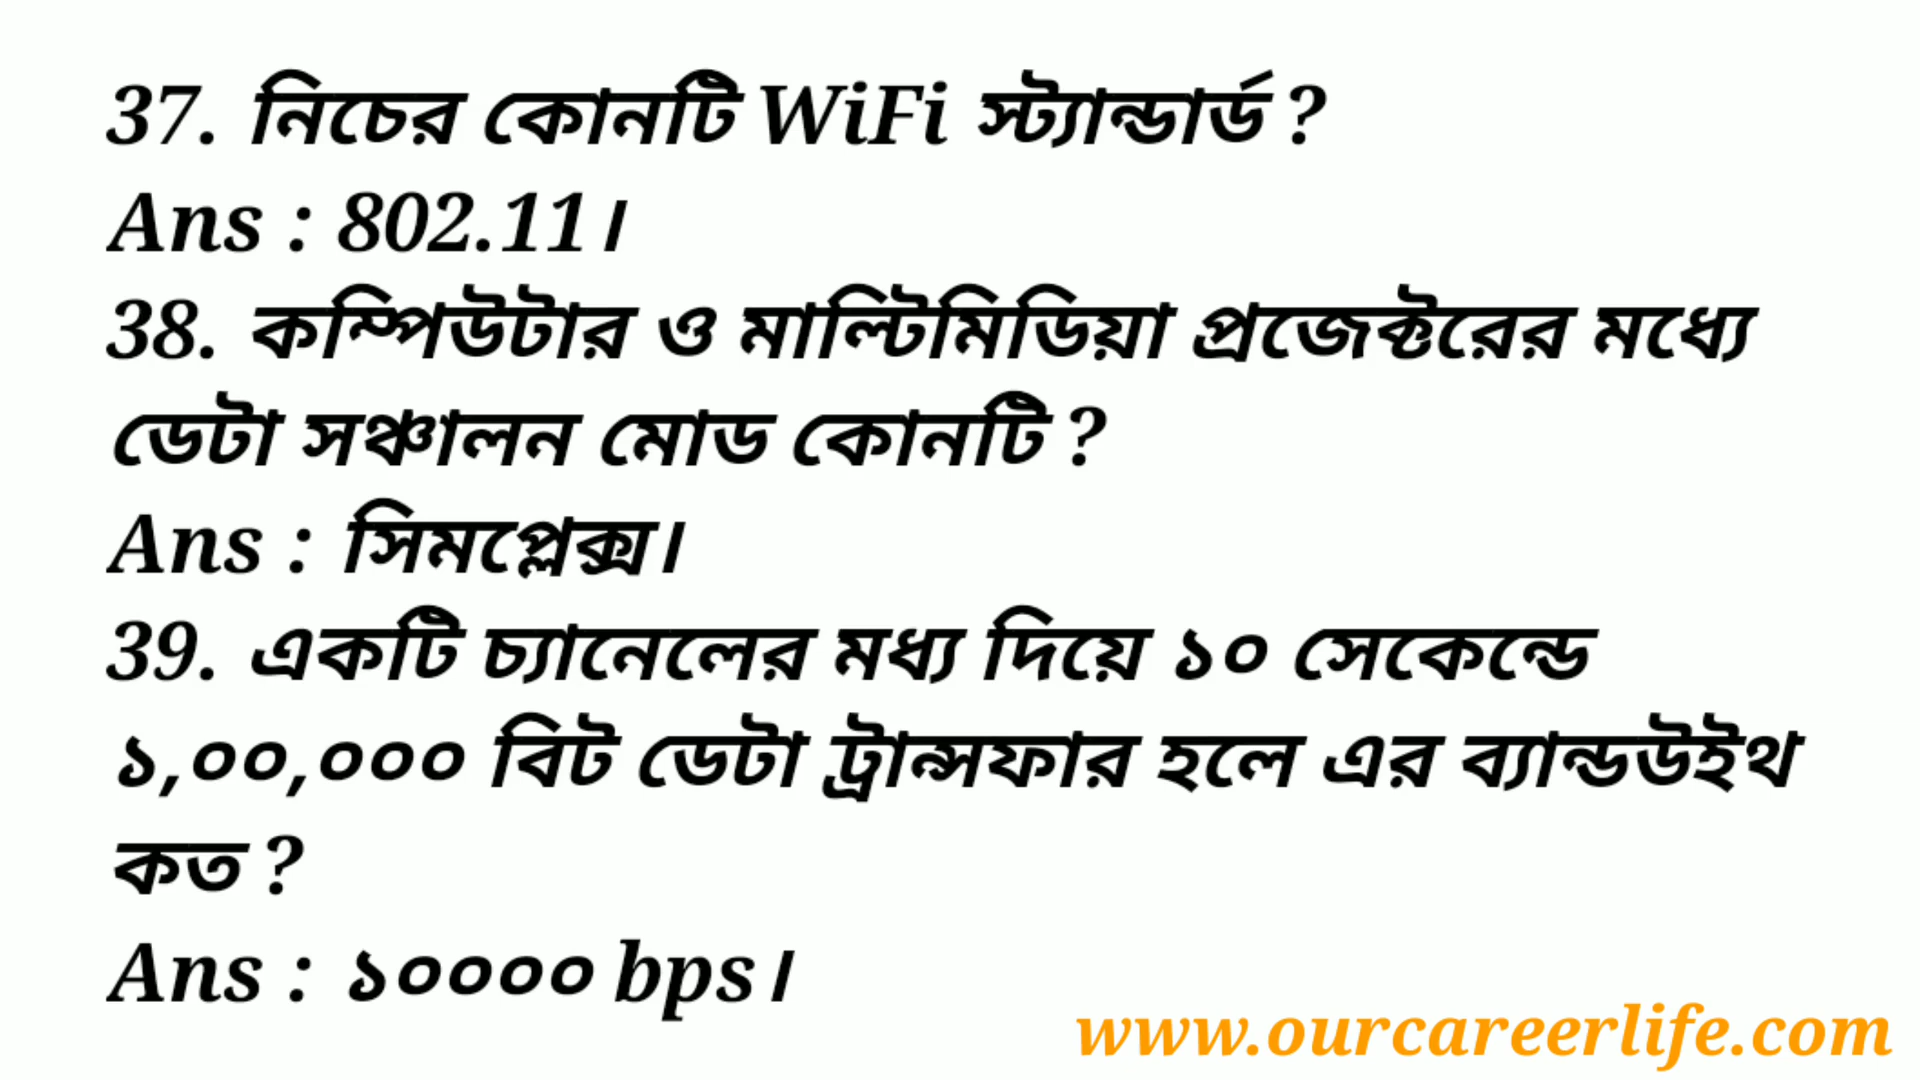 37. নিচের কোনটি WiFi স্ট্যান্ডার্ড ?
Ans : 802.11।
38. কম্পিউটার ও মাল্টিমিডিয়া প্রজেক্টরের মধ্যে
ডেটা সঞ্চালন মোড কোনটি ?
Ans : সিমপ্লেক্স।
39. একটি চ্যানেলের মধ্য দিয়ে ১০ সেকেন্ডে
১,০০,০০০ বিট ডেটা ট্রান্সফার হলে এর ব্যান্ডউইথ
কত ?
Ans : ১০০০০ bps।
www.ourcareerlife.com